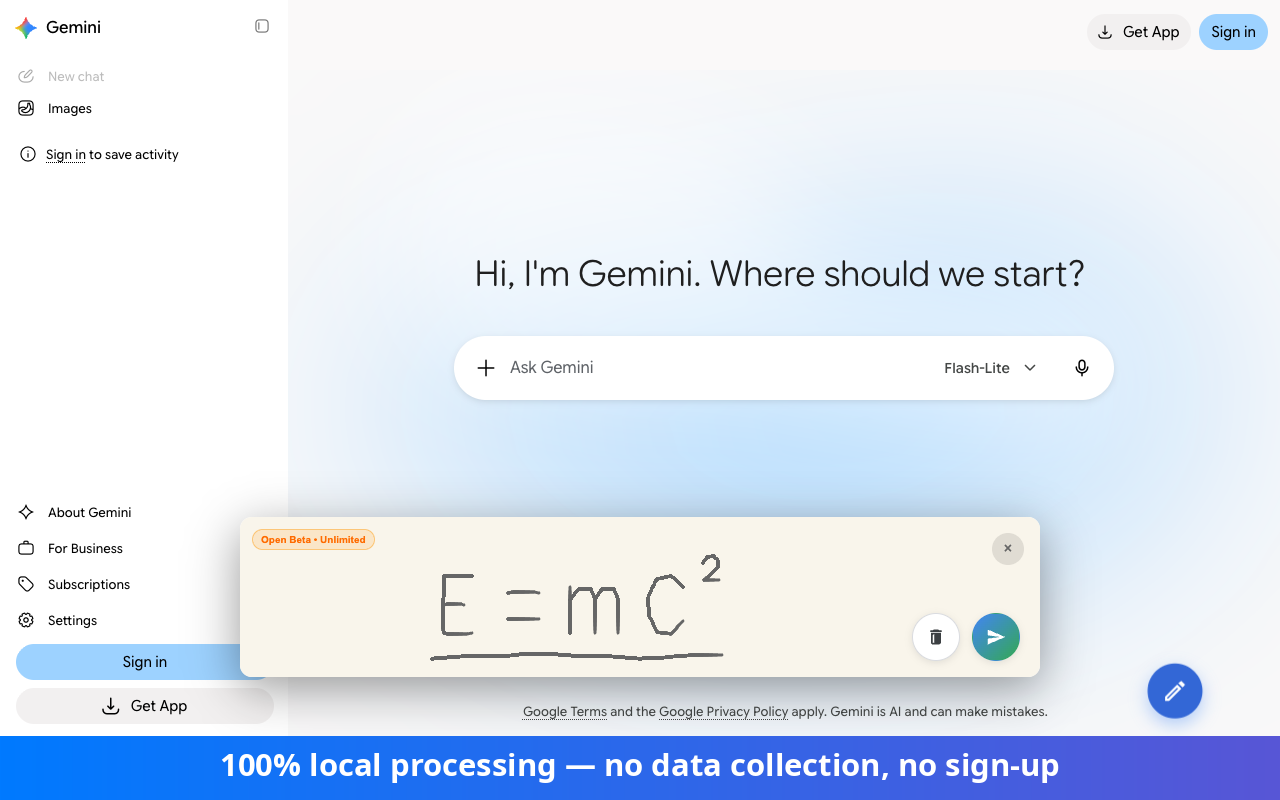 Gemini
Get App
Sign in
New chat
Images
Sign in to save activity
Hi, I'm Gemini. Where should we start?
Ask Gemini
Flash-Lite
About Gemini
For Business
Subscriptions
Settings
Sign in
Get App
Open Beta • Unlimited
×
E = mc²
Google Terms and the Google Privacy Policy apply. Gemini is AI and can make mistakes.
100% local processing — no data collection, no sign-up